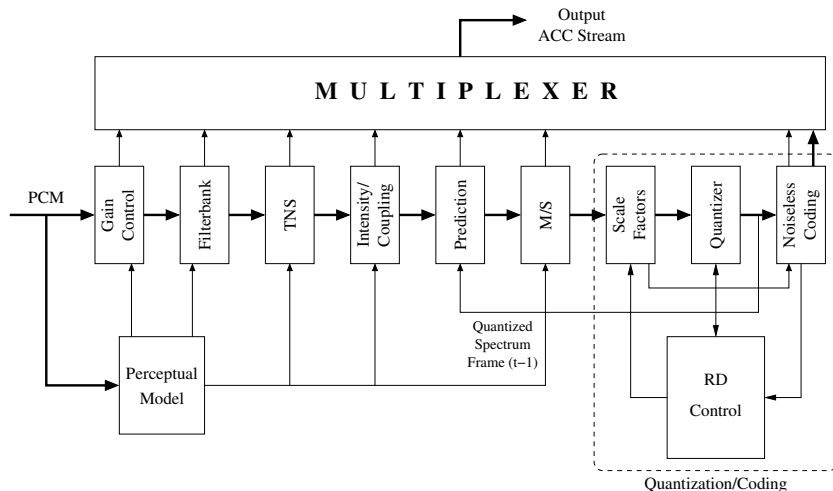 Output
ACC Stream
M U L T I P L E X E R
PCM
Gain
Control
Filterbank
TNS
Intensity/
Coupling
Prediction
M/S
Scale
Factors
Quantizer
Noiseless
Coding
Quantized
Spectrum
Frame (t−1)
Perceptual
Model
RD
Control
Quantization/Coding